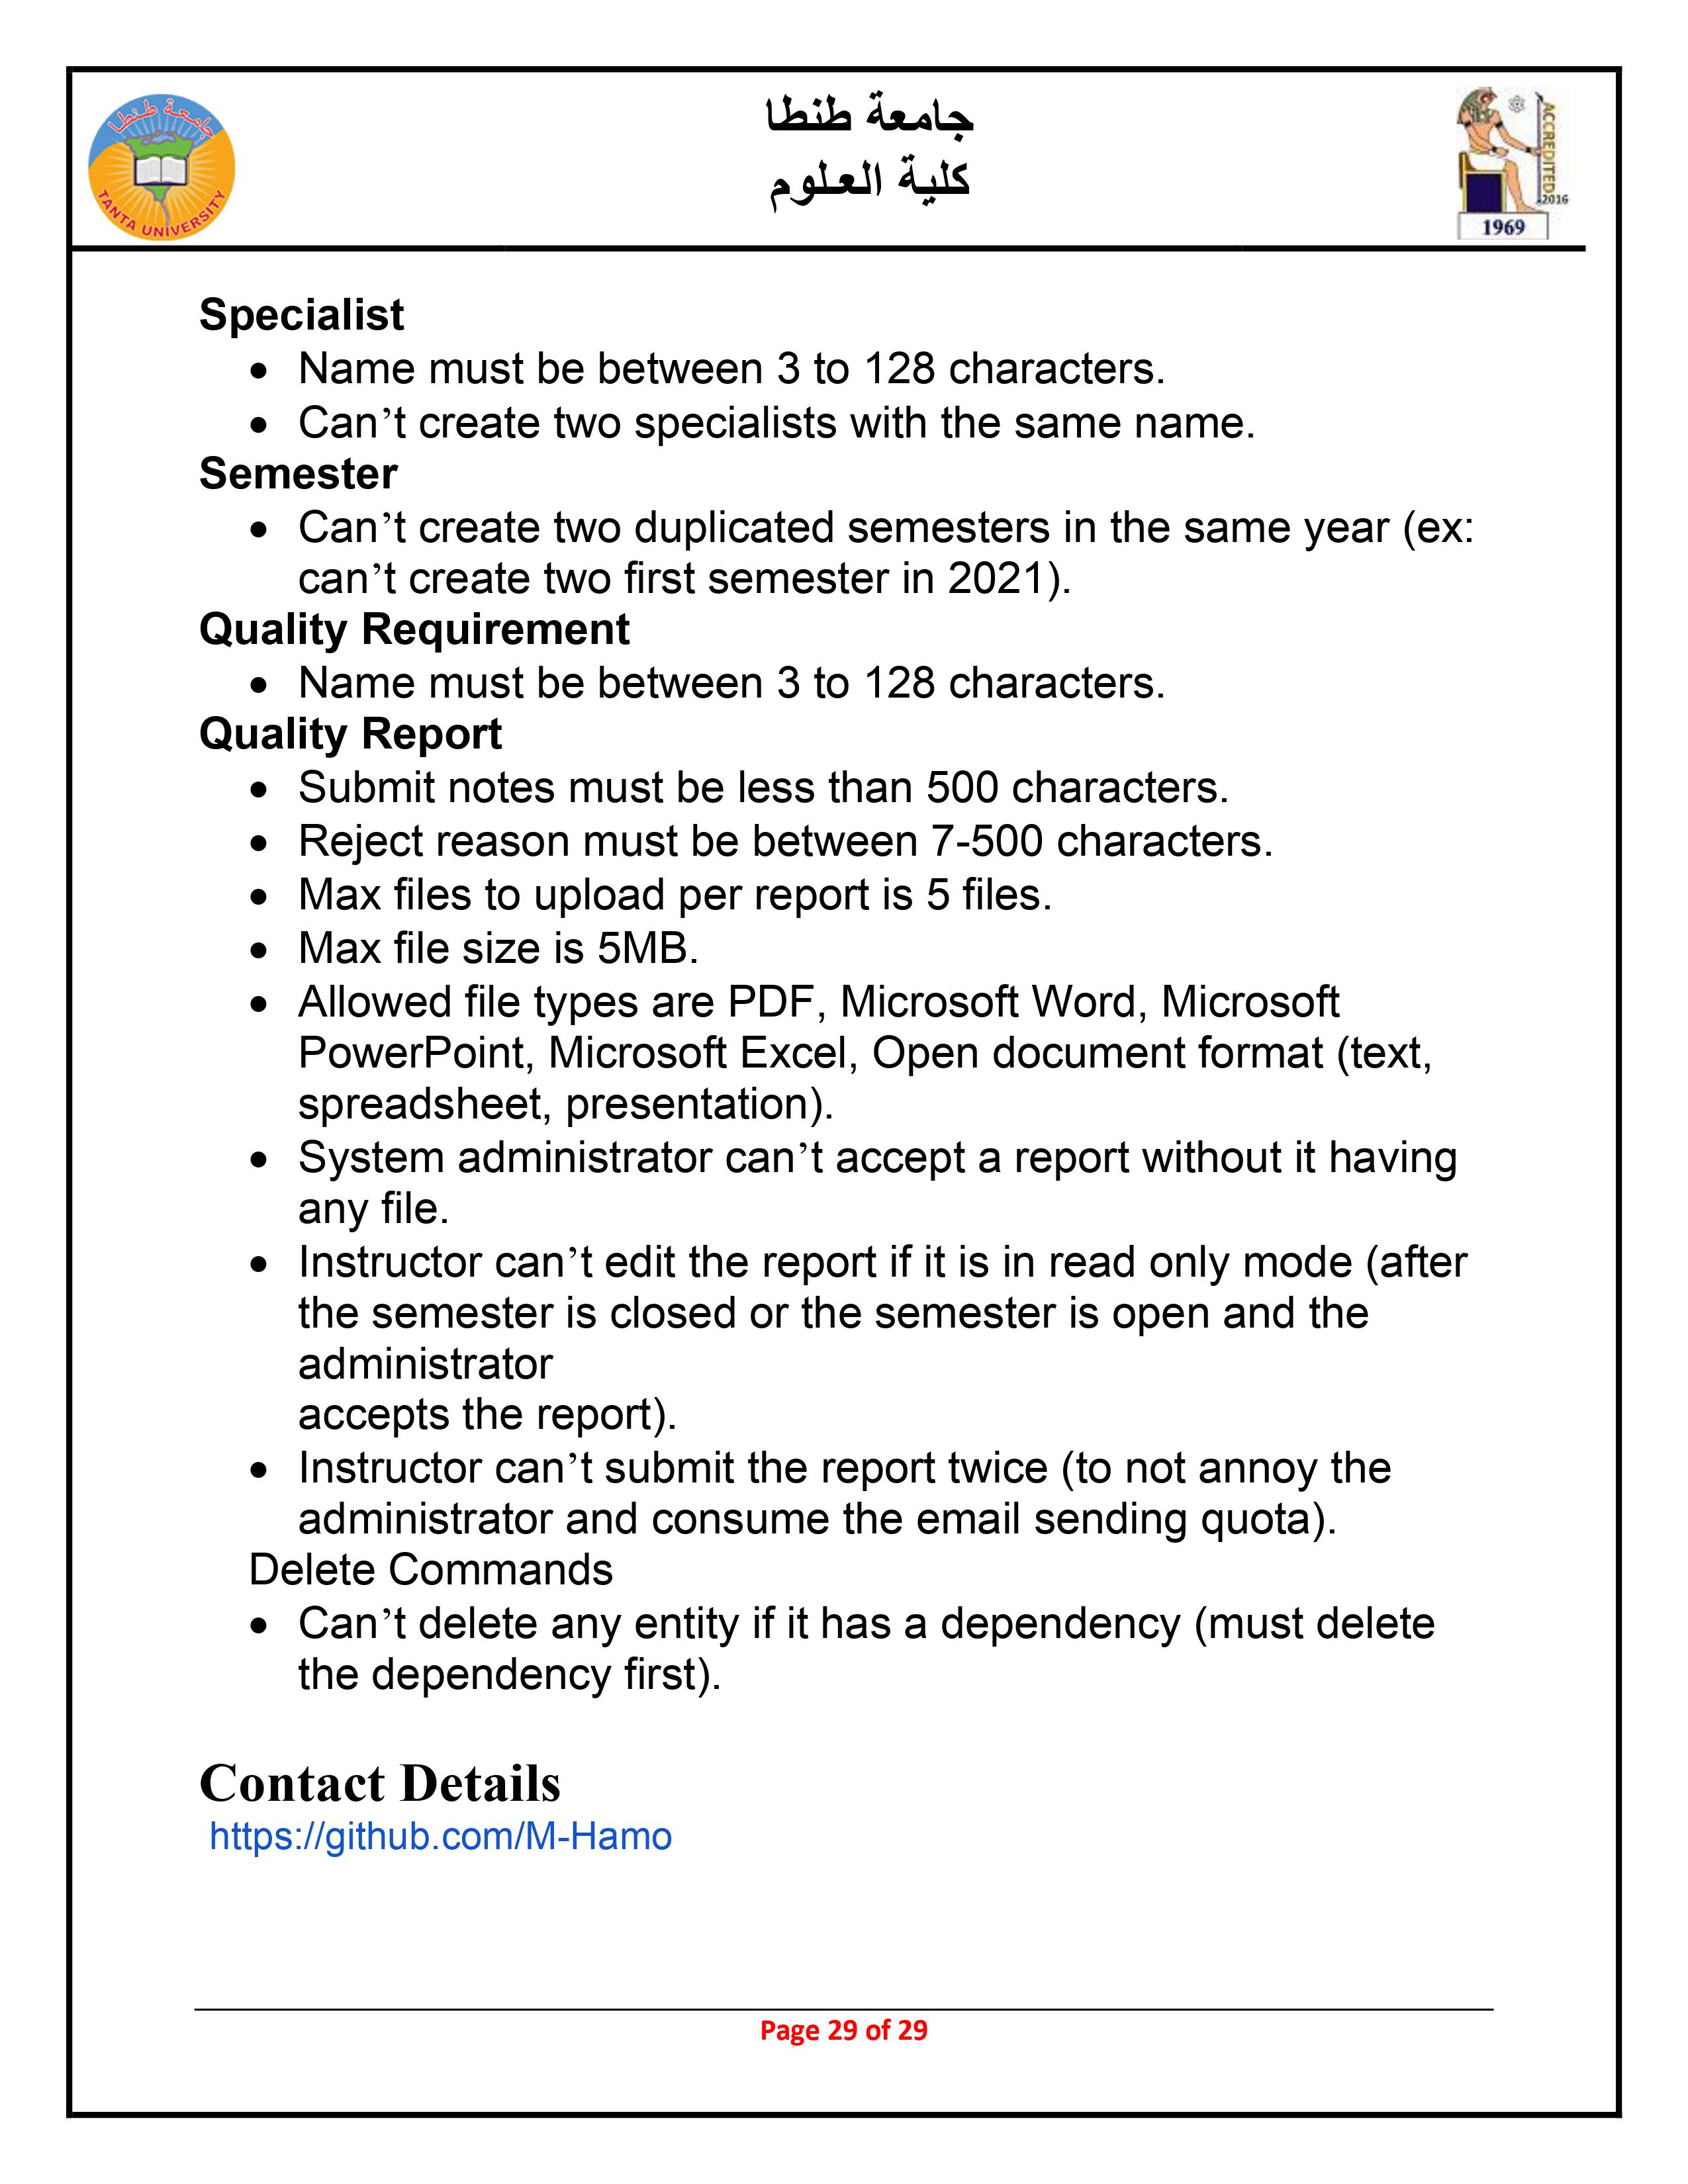 جامعة طنطا
كلية العلوم
جامعة طنطا
TANTA UNIVERSITY
ACCREDITED
2016
1969
Specialist
• Name must be between 3 to 128 characters.
• Can’t create two specialists with the same name.
Semester
• Can’t create two duplicated semesters in the same year (ex:
can’t create two first semester in 2021).
Quality Requirement
• Name must be between 3 to 128 characters.
Quality Report
• Submit notes must be less than 500 characters.
• Reject reason must be between 7-500 characters.
• Max files to upload per report is 5 files.
• Max file size is 5MB.
• Allowed file types are PDF, Microsoft Word, Microsoft
PowerPoint, Microsoft Excel, Open document format (text,
spreadsheet, presentation).
• System administrator can’t accept a report without it having
any file.
• Instructor can’t edit the report if it is in read only mode (after
the semester is closed or the semester is open and the
administrator
accepts the report).
• Instructor can’t submit the report twice (to not annoy the
administrator and consume the email sending quota).
Delete Commands
• Can’t delete any entity if it has a dependency (must delete
the dependency first).
Contact Details
https://github.com/M-Hamo
Page 29 of 29